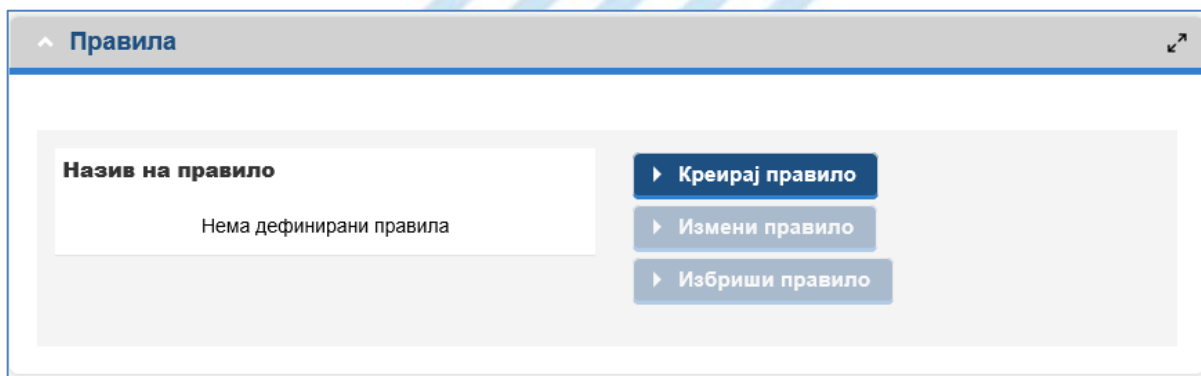 Правила
Назив на правило
Нема дефинирани правила
Креирај правило
Измени правило
Избриши правило